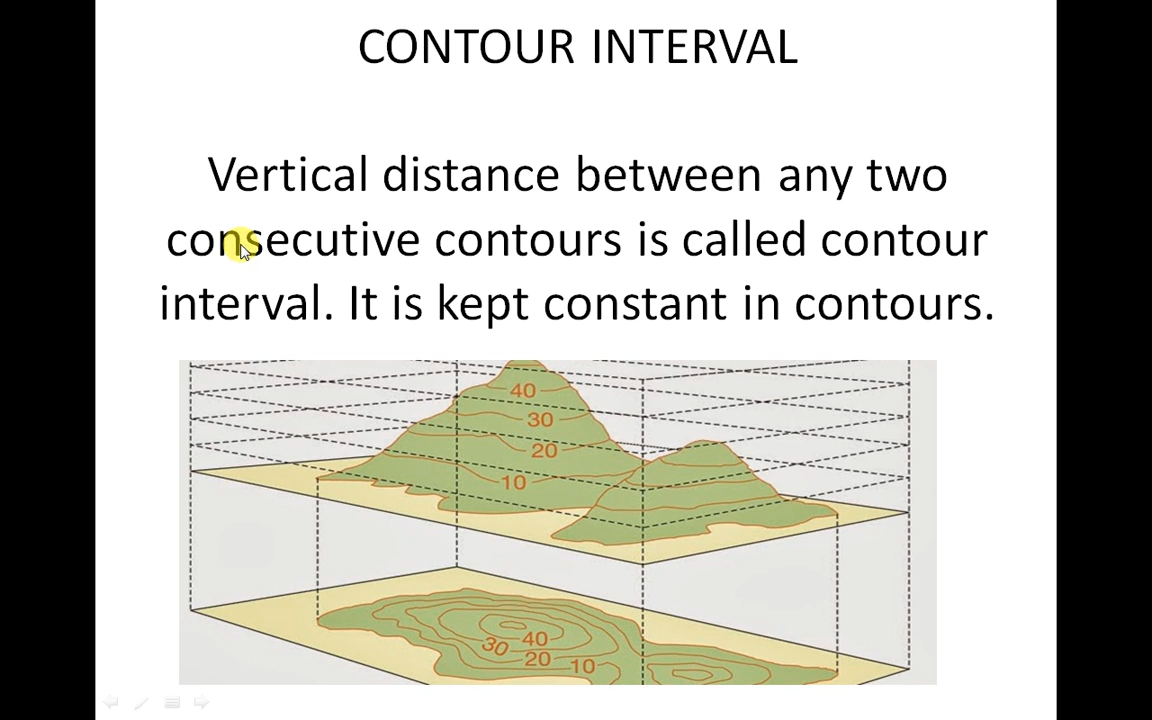 CONTOUR INTERVAL
Vertical distance between any two
consecutive contours is called contour
interval. It is kept constant in contours.
40
30
20
10
40
30
20
10